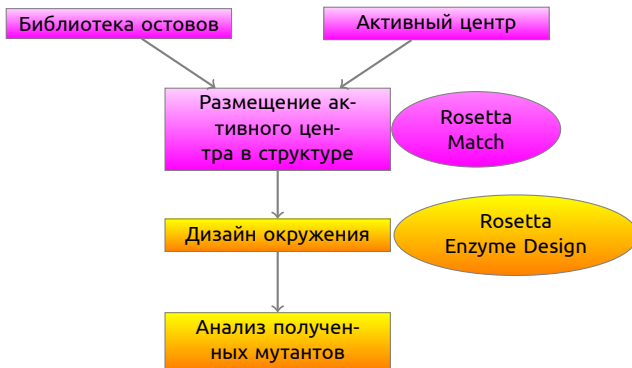 Библиотека остовов
Активный центр
Размещение ак-
тивного цен-
тра в структуре
Rosetta
Match
Дизайн окружения
Rosetta
Enzyme Design
Анализ получен-
ных мутантов